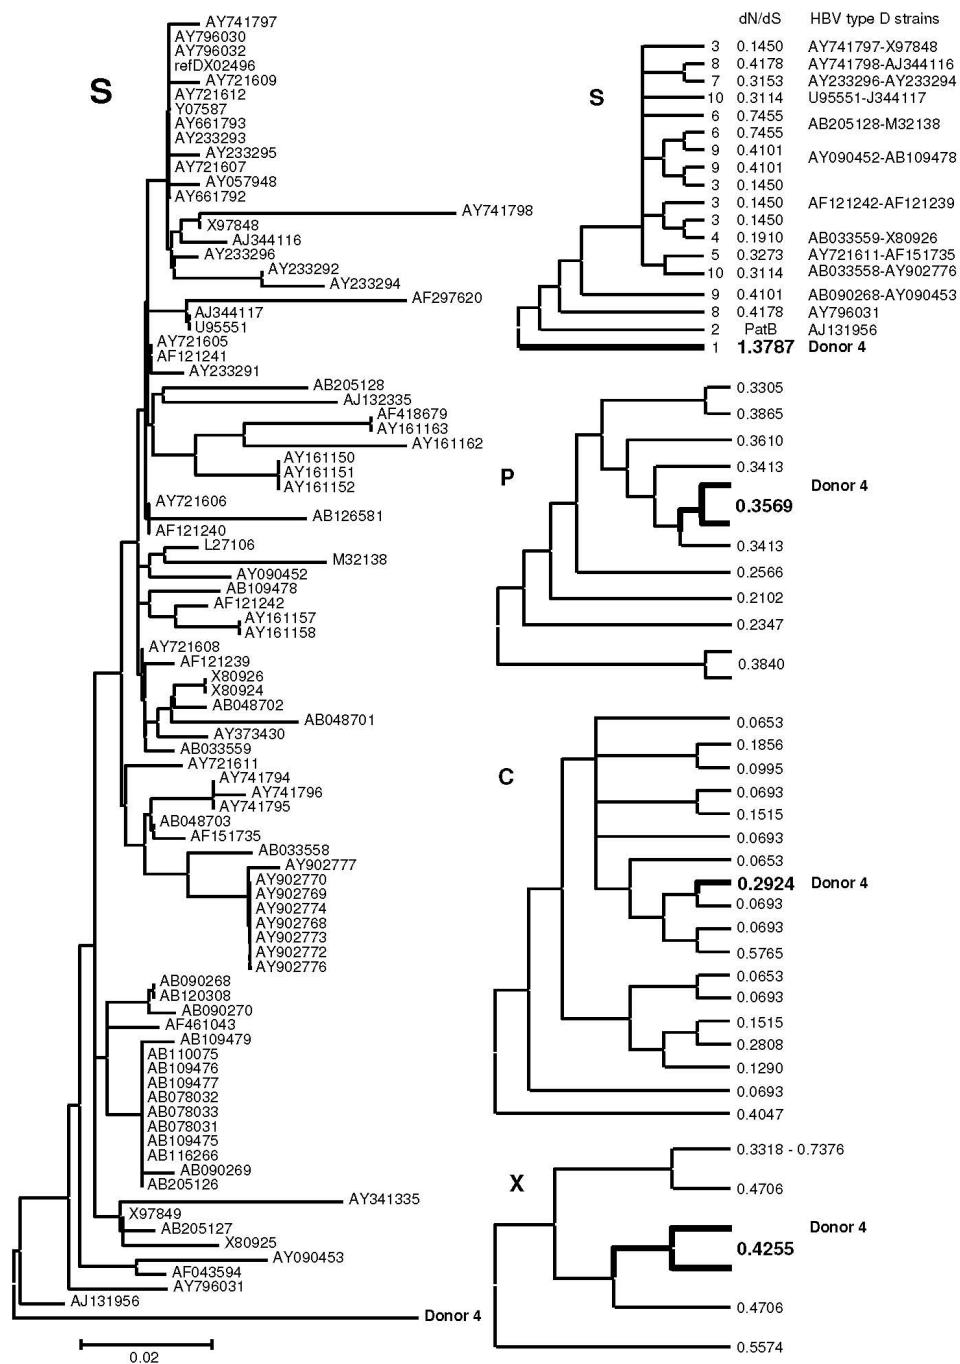 S
AY741797
AY796030
AY796032
refDX02496
AY721609
AY721612
Y07587
AY661793
AY233293
AY233295
AY721607
AY057948
AY661792
AY741798
X97848
AJ344116
AY233296
AY233292
AY233294
AF297620
AJ344117
U95551
AY721605
AF121241
AY233291
AB205128
AJ132335
AF418679
AY161163
AY161162
AY161150
AY161151
AY161152
AY721606
AB126581
AF121240
L27106
M32138
AY090452
AB109478
AF121242
AY161157
AY161158
AY721608
AF121239
X80926
X80924
AB048702
AB048701
AY373430
AB033559
AY721611
AY741794
AY741796
AY741795
AB048703
AF151735
AB033558
AY902777
AY902770
AY902769
AY902774
AY902768
AY902773
AY902772
AY902776
AB090268
AB120308
AB090270
AF461043
AB109479
AB110075
AB109476
AB109477
AB078032
AB078033
AB078031
AB109475
AB116266
AB090269
AB205126
AY341335
X97849
AB205127
X80925
AY090453
AF043594
AY796031
AJ131956
Donor 4
0.02
dN/dS HBV type D strains
S
3 0.1450 AY741797-X97848
8 0.4178 AY741798-AJ344116
7 0.3153 AY233296-AY233294
10 0.3114 U95551-J344117
6 0.7455
AB205128-M32138
6 0.7455
9 0.4101
AY090452-AB109478
9 0.4101
3 0.1450
3 0.1450 AF121242-AF121239
3 0.1450
4 0.1910 AB033559-X80926
5 0.3273 AY721611-AF151735
10 0.3114 AB033558-AY902776
9 0.4101 AB090268-AY090453
8 0.4178 AY796031
2 PatB AJ131956
1 1.3787 Donor 4
P
0.3305
0.3865
0.3610
0.3413
Donor 4
0.3569
0.3413
0.2566
0.2102
0.2347
0.3840
C
0.0653
0.1856
0.0995
0.0693
0.1515
0.0693
0.0653
0.2924 Donor 4
0.0693
0.0693
0.5765
0.0653
0.0693
0.1515
0.2808
0.1290
0.0693
0.4047
X
0.3318 - 0.7376
0.4706
Donor 4
0.4255
0.4706
0.5574